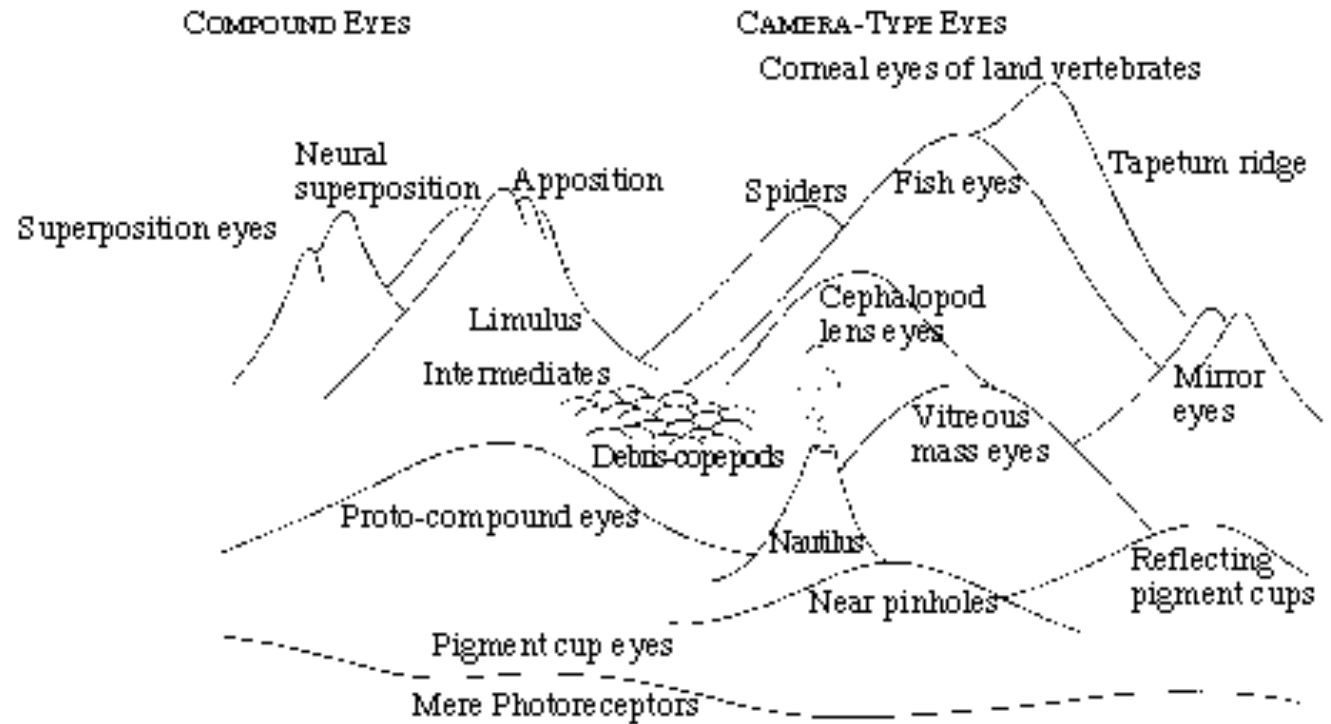 COMPOUND EYES
CAMERA-TYPE EYES
Corneal eyes of land vertebrates
Neural
superposition
Apposition
Superposition eyes
Spiders
Fish eyes
Tapetum ridge
Limulus
Cephalopod
lens eyes
Intermediates
Mirror
eyes
Vitreous
mass eyes
Debris-copepods
Proto-compound eyes
Nautilus
Reflecting
pigment cups
Near pinholes
Pigment cup eyes
Mere Photoreceptors